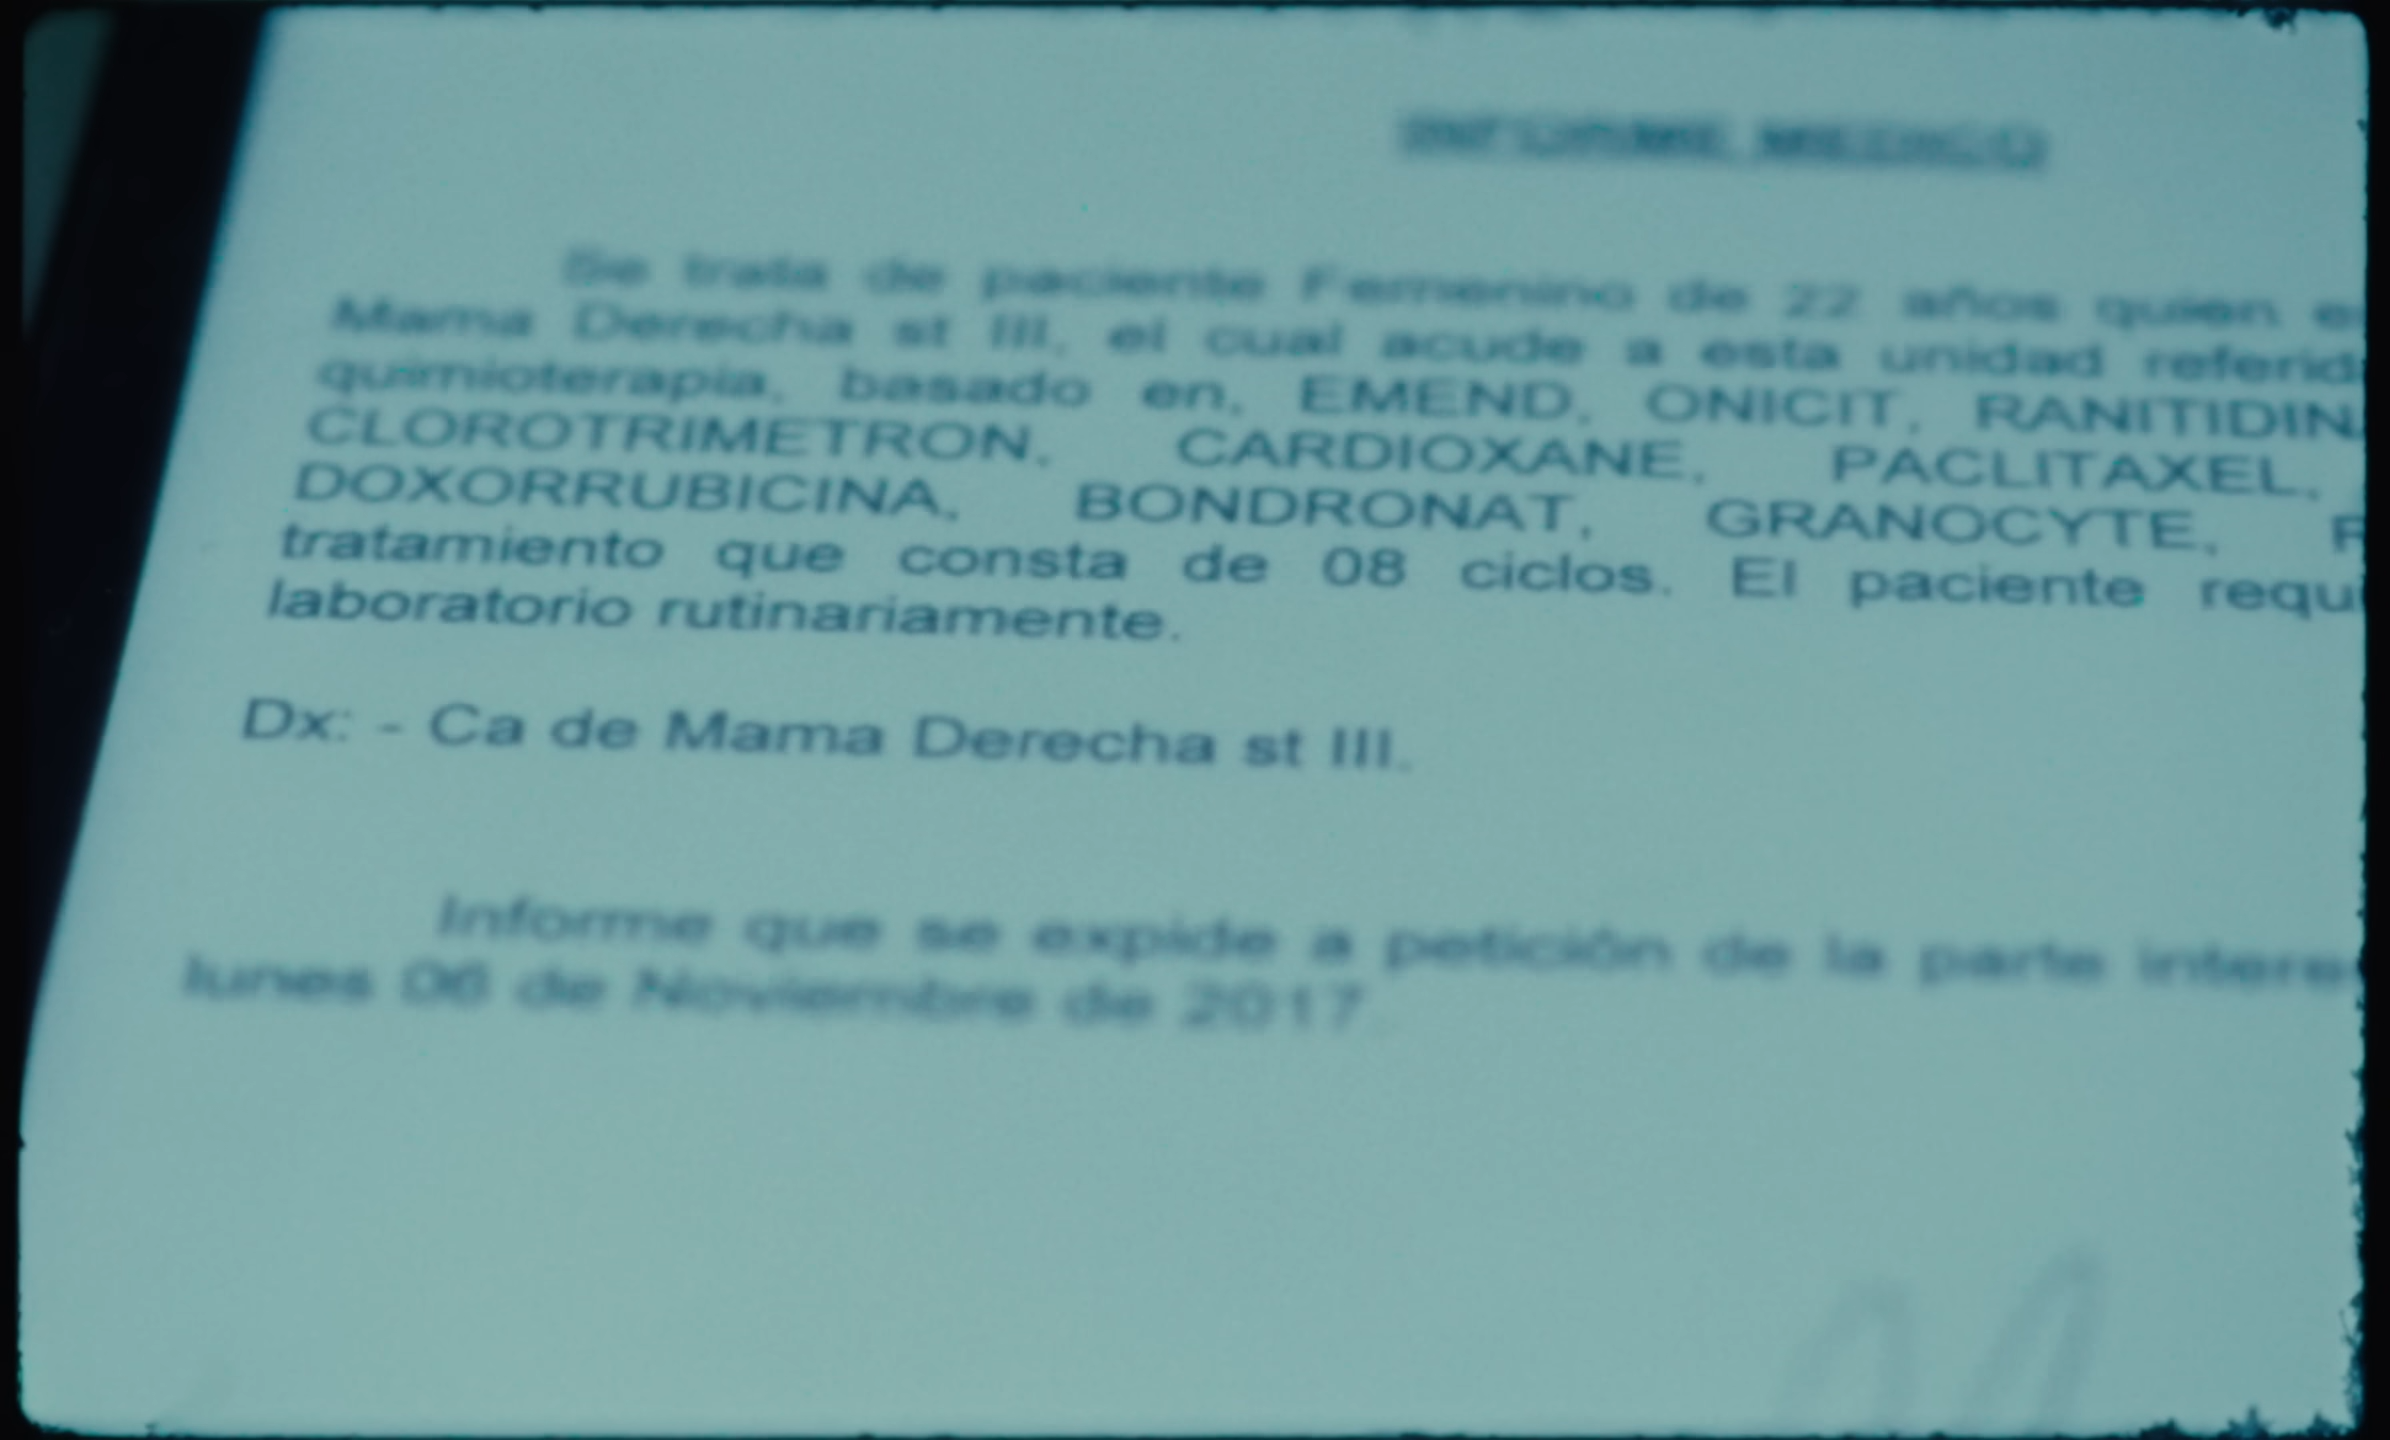 INFORME MEDICO
Se trata de paciente Femenino de 22 años quien
Mama Derecha st III, el cual acude a esta unidad
quimioterapia, basado en, EMEND, ONICIT,
CLOROTRIMETRON, CARDIOXANE, PACLITAXEL,
DOXORRUBICINA, BONDRONAT, GRANOCYTE,
tratamiento que consta de 08 ciclos. El paciente
laboratorio rutinariamente.
Dx: - Ca de Mama Derecha st III.
Informe que se expide a petición de la parte
lunes 06 de Noviembre de 2017